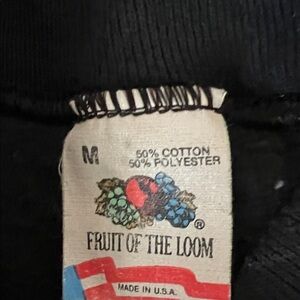 M
50% COTTON
50% POLYESTER
®
FRUIT OF THE LOOM
MADE IN U.S.A.